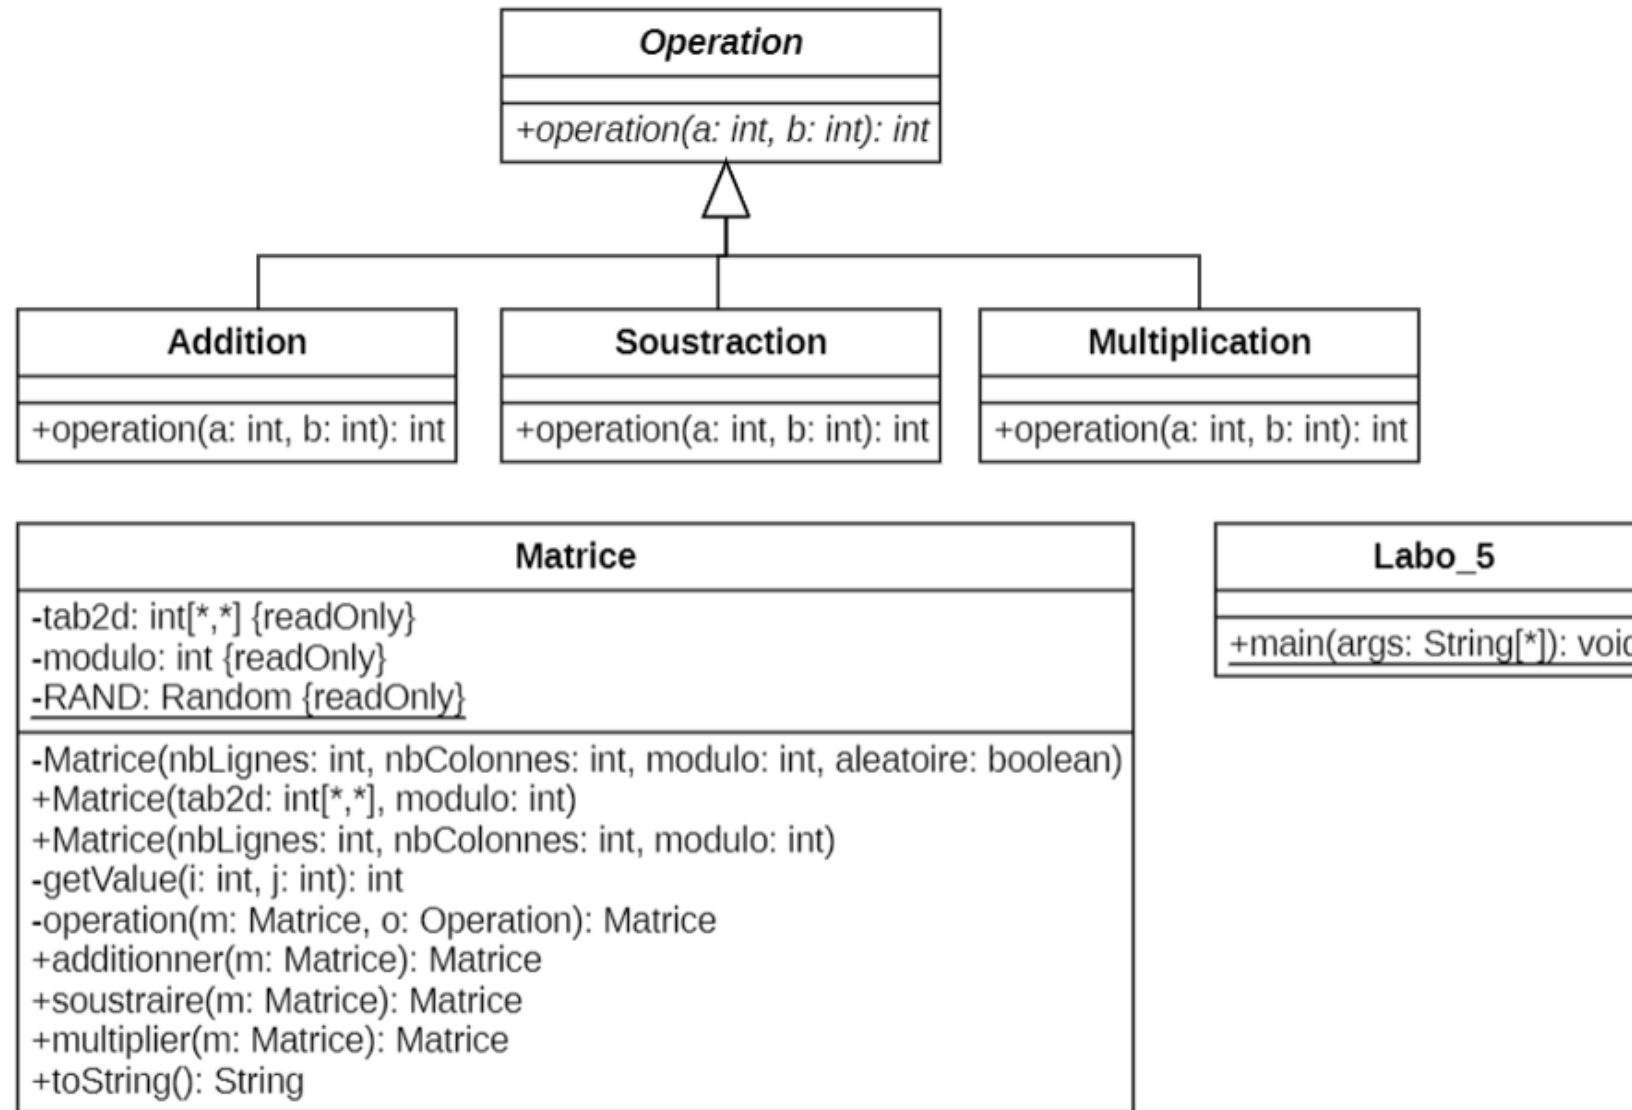 Operation
+operation(a: int, b: int): int
Addition
+operation(a: int, b: int): int
Soustraction
+operation(a: int, b: int): int
Multiplication
+operation(a: int, b: int): int
Matrice
-tab2d: int[*,*] {readOnly}
-modulo: int {readOnly}
-RAND: Random {readOnly}
-Matrice(nbLignes: int, nbColonnes: int, modulo: int, aleatoire: boolean)
+Matrice(tab2d: int[*,*], modulo: int)
+Matrice(nbLignes: int, nbColonnes: int, modulo: int)
-getValue(i: int, j: int): int
-operation(m: Matrice, o: Operation): Matrice
+additionner(m: Matrice): Matrice
+soustraire(m: Matrice): Matrice
+multiplier(m: Matrice): Matrice
+toString(): String
Labo_5
+main(args: String[*]): void